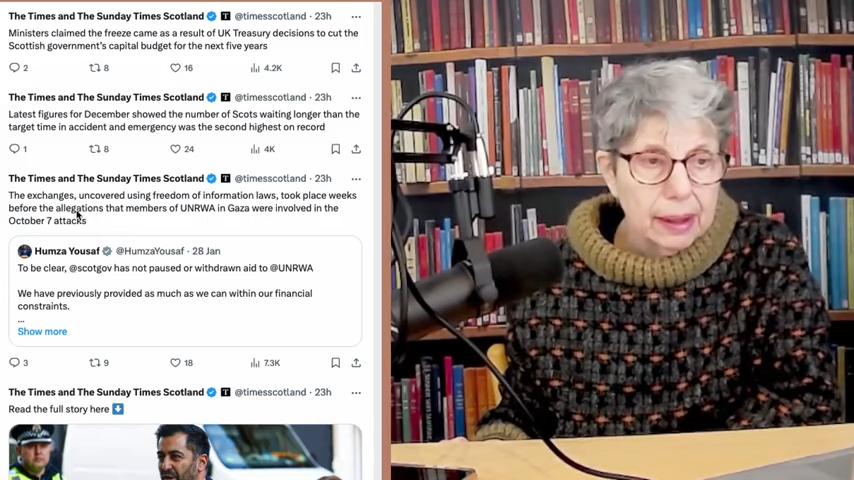 The Times and The Sunday Times Scotland @timesscotland · 23h
Ministers claimed the freeze came as a result of UK Treasury decisions to cut the
Scottish government's capital budget for the next five years
2 8 16 4.2K
The Times and The Sunday Times Scotland @timesscotland · 23h
Latest figures for December showed the number of Scots waiting longer than the
target time in accident and emergency was the second highest on record
1 8 24 4K
The Times and The Sunday Times Scotland @timesscotland · 23h
The exchanges, uncovered using freedom of information laws, took place weeks
before the allegations that members of UNRWA in Gaza were involved in the
October 7 attacks
Humza Yousaf @HumzaYousaf · 28 Jan
To be clear, @scotgov has not paused or withdrawn aid to @UNRWA
We have previously provided as much as we can within our financial
constraints.
...
Show more
3 9 18 7.3K
The Times and The Sunday Times Scotland @timesscotland · 23h
Read the full story here